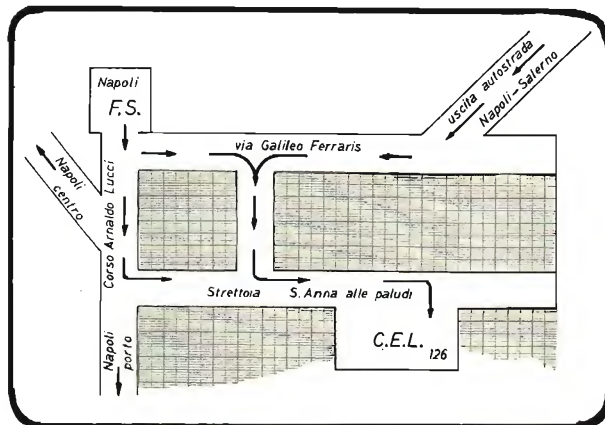 Napoli
F.S.
uscita autostrada
Napoli-Salerno
via Galileo Ferraris
Napoli
centro
Corso Arnaldo Lucci
Strettoia S. Anna alle paludi
C.E.L. 126
Napoli
porto